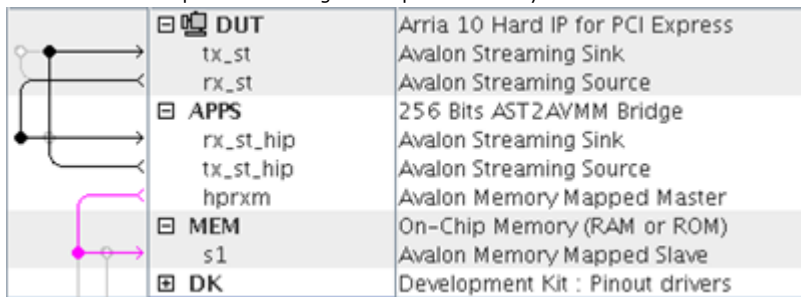 DUT Arria 10 Hard IP for PCI Express
tx_st Avalon Streaming Sink
rx_st Avalon Streaming Source
APPS 256 Bits AST2AVMM Bridge
rx_st_hip Avalon Streaming Sink
tx_st_hip Avalon Streaming Source
hprxm Avalon Memory Mapped Master
MEM On-Chip Memory (RAM or ROM)
s1 Avalon Memory Mapped Slave
DK Development Kit : Pinout drivers